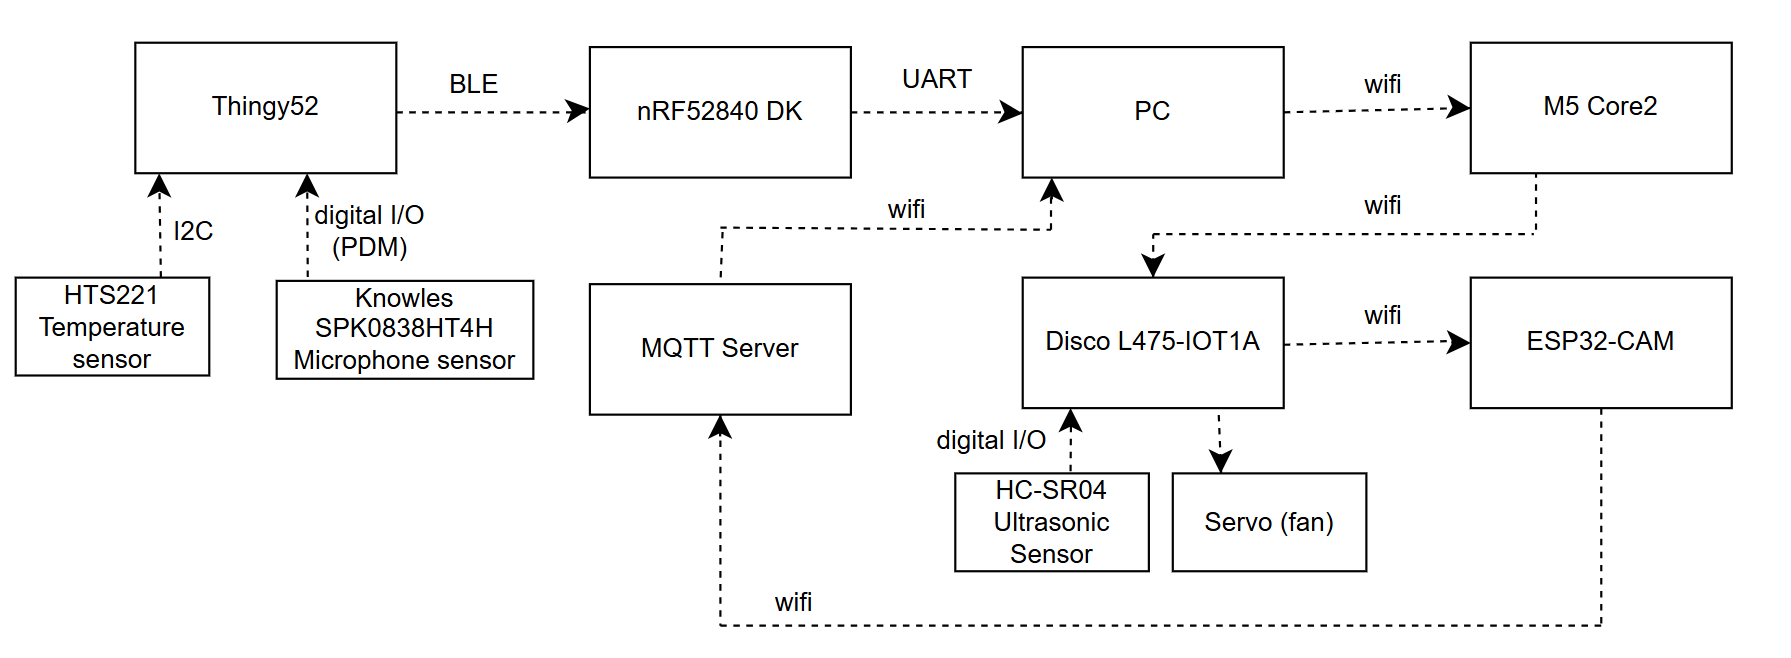 Thingy52
BLE
nRF52840 DK
UART
PC
wifi
M5 Core2
I2C
digital I/O
(PDM)
wifi
wifi
HTS221
Temperature
sensor
Knowles
SPK0838HT4H
Microphone sensor
MQTT Server
Disco L475-IOT1A
wifi
ESP32-CAM
digital I/O
HC-SR04
Ultrasonic
Sensor
Servo (fan)
wifi